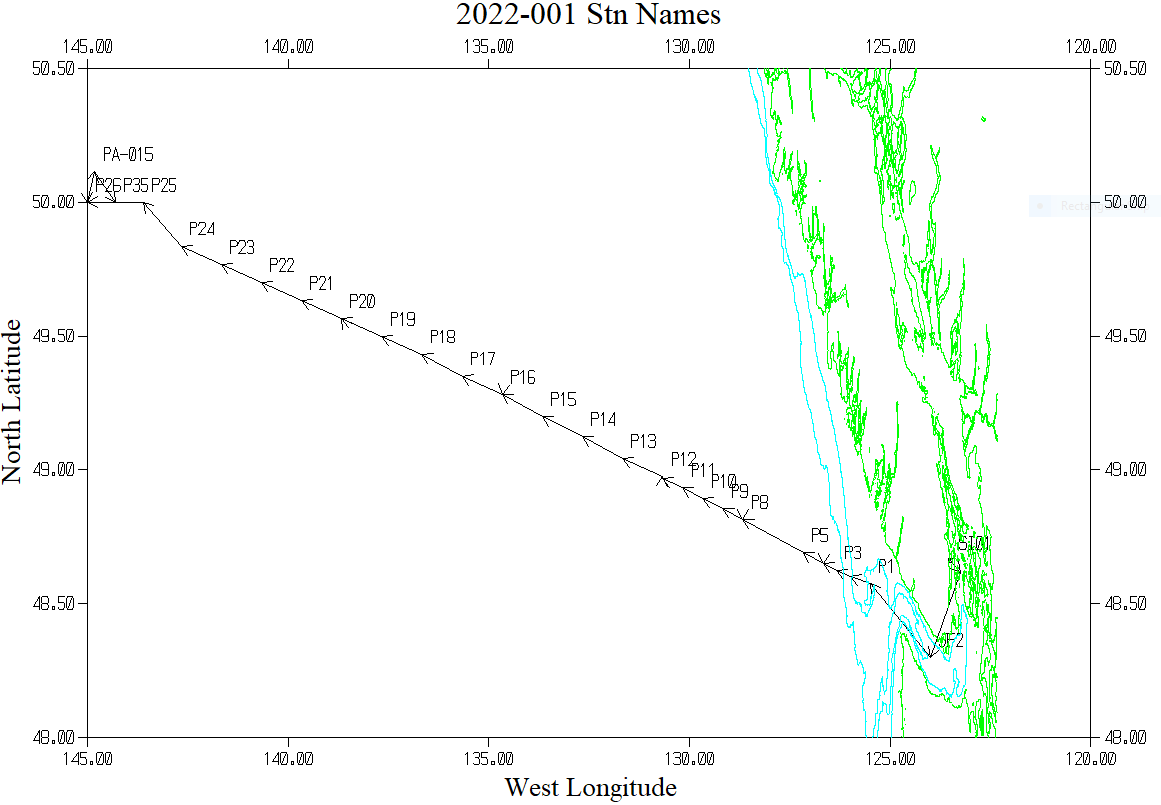 2022-001 Stn Names
145.00 140.00 135.00 130.00 125.00 120.00
50.50 50.50
PA-015
P26 P35 P25
50.00 50.00
P24
P23
P22
P21
P20
P19
49.50 49.50
P18
P17
P16
P15
P14
P13
P12
49.00 49.00
P11
P10
P9
P8
P5
SI01
P3
P1
48.50 48.50
JF2
48.00 48.00
145.00 140.00 135.00 130.00 125.00 120.00
West Longitude
North Latitude